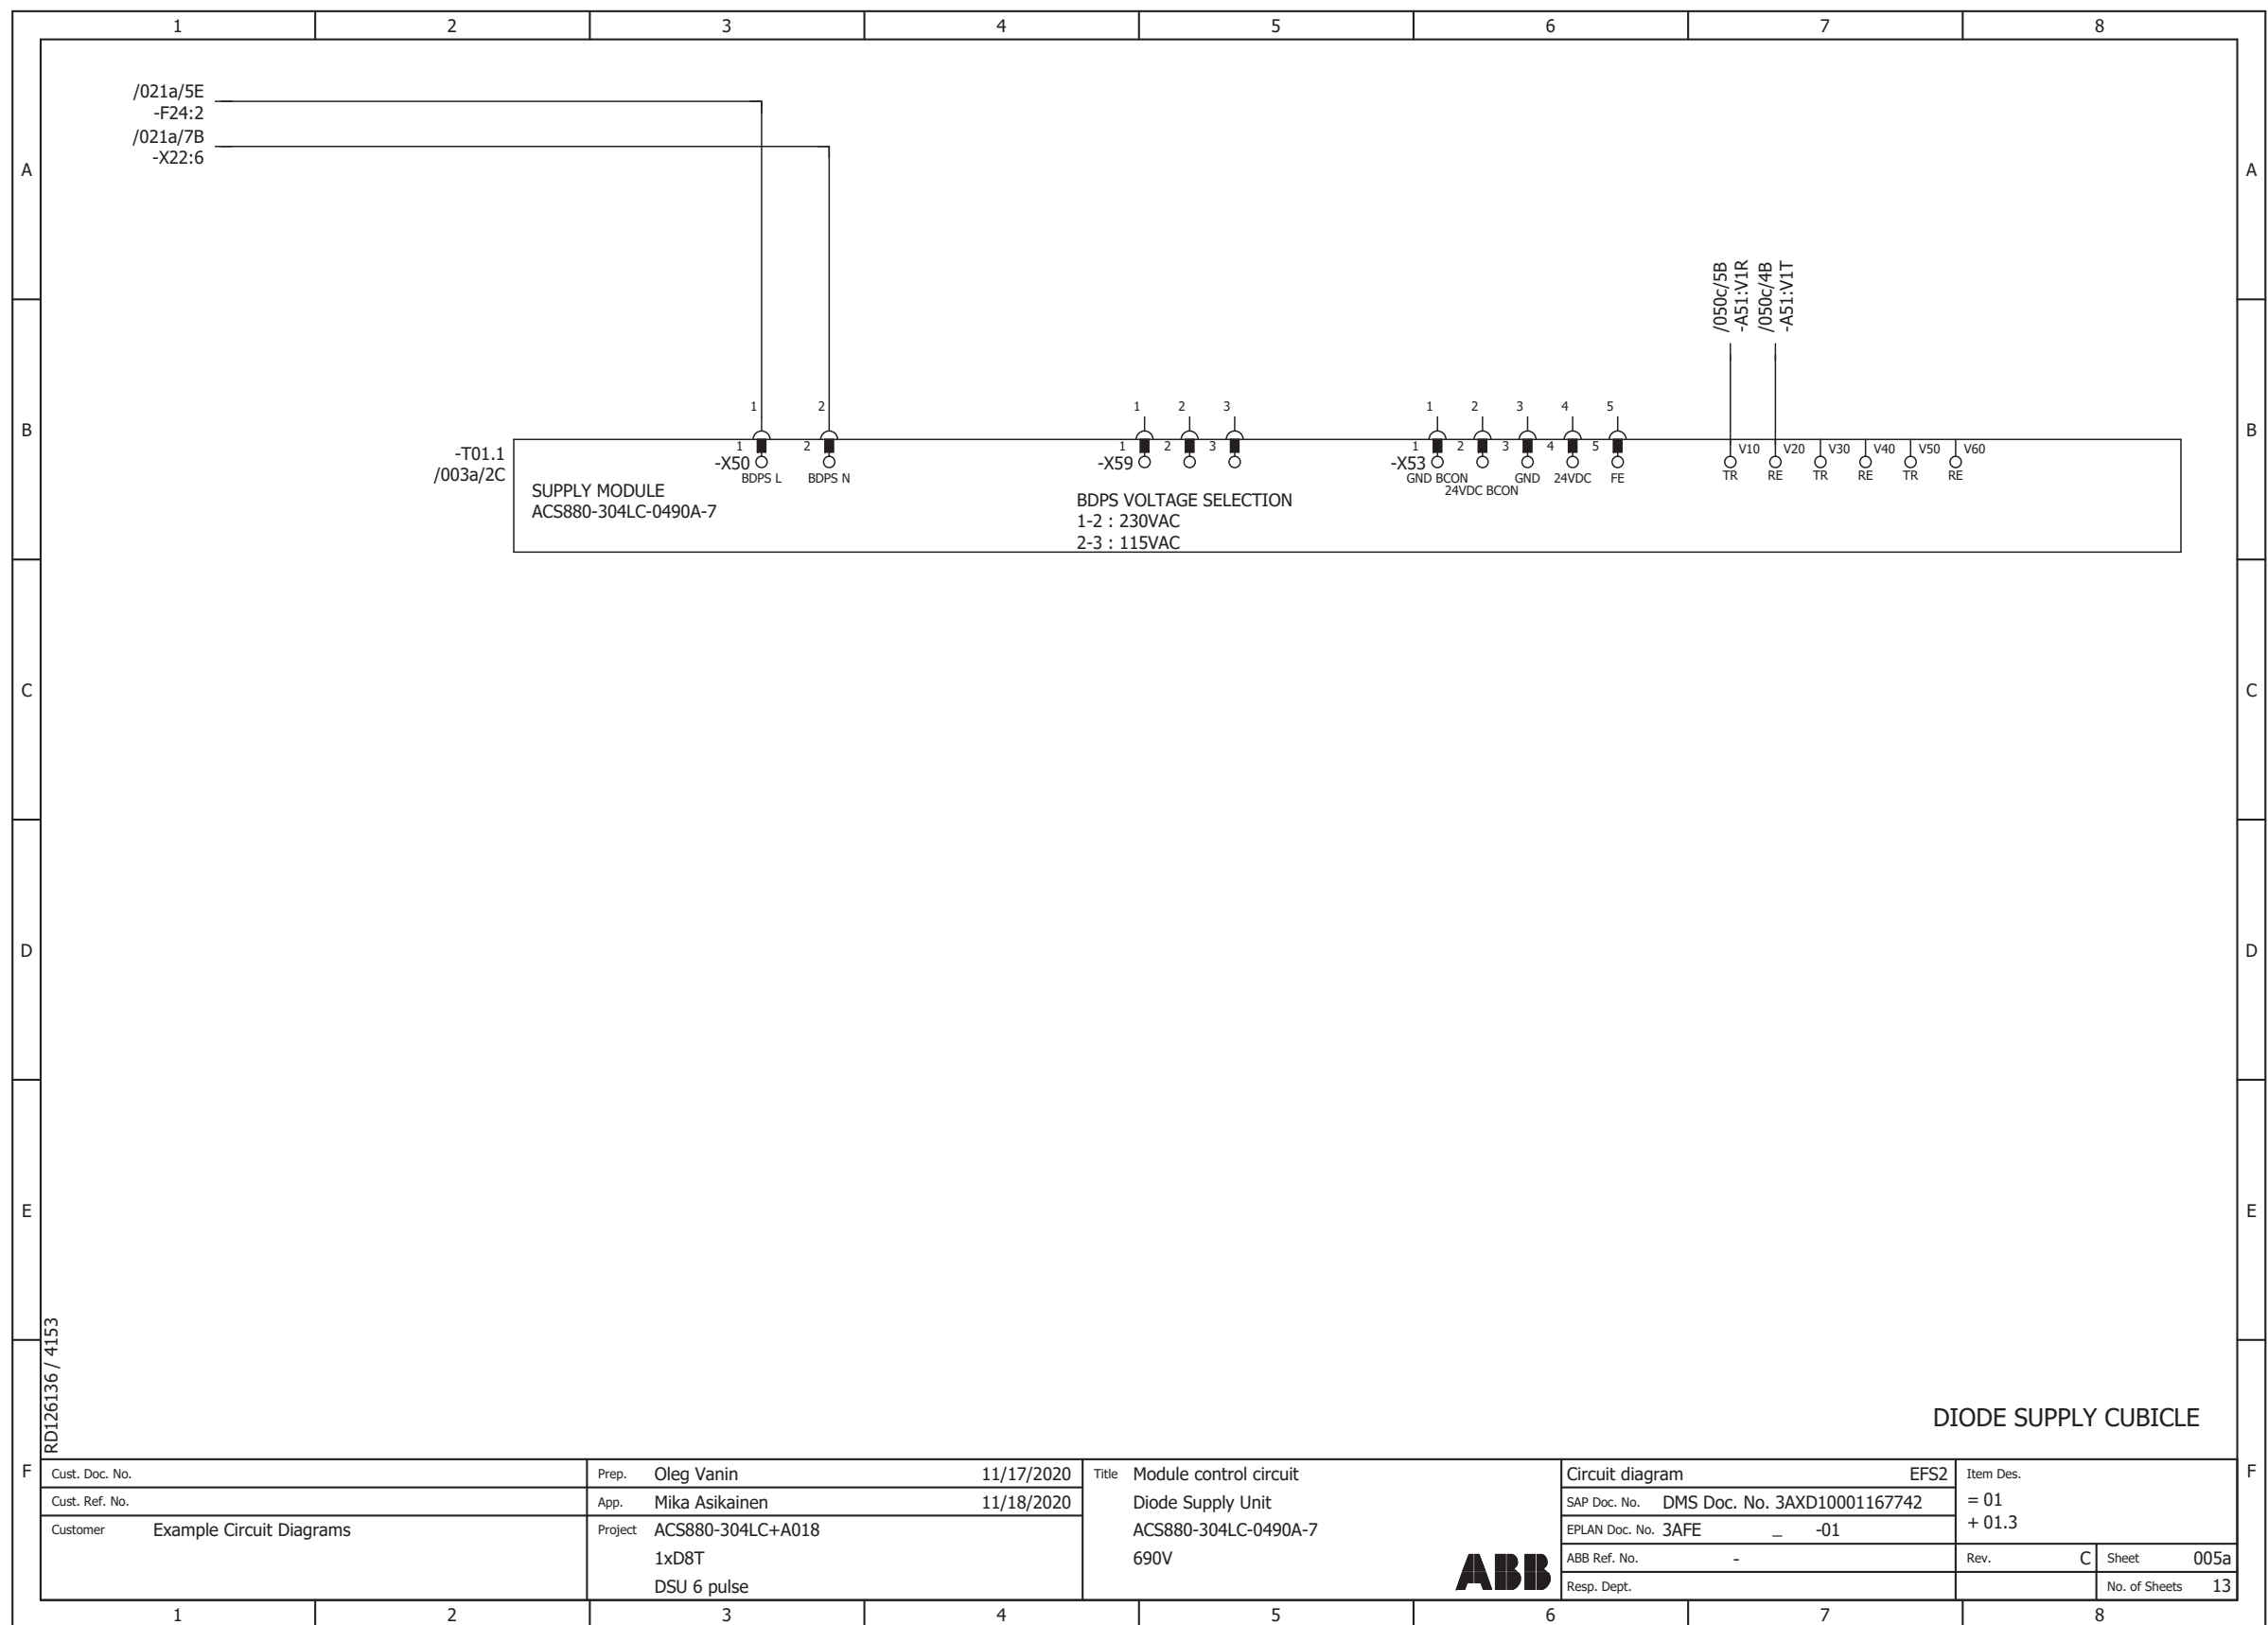 1 2 3 4 5 6 7 8
/021a/5E
-F24:2
/021a/7B
-X22:6
A A
/050c/5B
-A51:V1R
/050c/4B
-A51:V1T
1 2 1 2 3 1 2 3 4 5
B B
-T01.1
/003a/2C
1 2 1 2 3 1 2 3 4 5 V10 V20 V30 V40 V50 V60
-X50 -X59 -X53
BDPS L BDPS N GND BCON 24VDC BCON GND 24VDC FE TR RE TR RE TR RE
SUPPLY MODULE
ACS880-304LC-0490A-7
BDPS VOLTAGE SELECTION
1-2 : 230VAC
2-3 : 115VAC
C C
D D
E E
RD126136 / 4153
DIODE SUPPLY CUBICLE
F F
Cust. Doc. No.
Cust. Ref. No.
Customer Example Circuit Diagrams
Prep. Oleg Vanin 11/17/2020
App. Mika Asikainen 11/18/2020
Project ACS880-304LC+A018
1xD8T
DSU 6 pulse
Title Module control circuit
Diode Supply Unit
ACS880-304LC-0490A-7
690V
ABB
Circuit diagram EFS2
SAP Doc. No. DMS Doc. No. 3AXD10001167742
EPLAN Doc. No. 3AFE _ -01
ABB Ref. No. -
Resp. Dept.
Item Des.
= 01
+ 01.3
Rev. C Sheet 005a
No. of Sheets 13
1 2 3 4 5 6 7 8